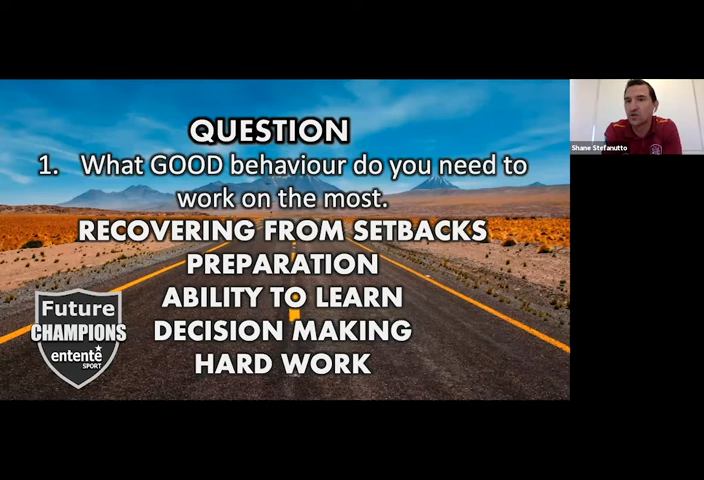 QUESTION
1. What GOOD behaviour do you need to
work on the most.
RECOVERING FROM SETBACKS
PREPARATION
ABILITY TO LEARN
DECISION MAKING
HARD WORK
Future
CHAMPIONS
entente
SPORT
Shane Stefanutto